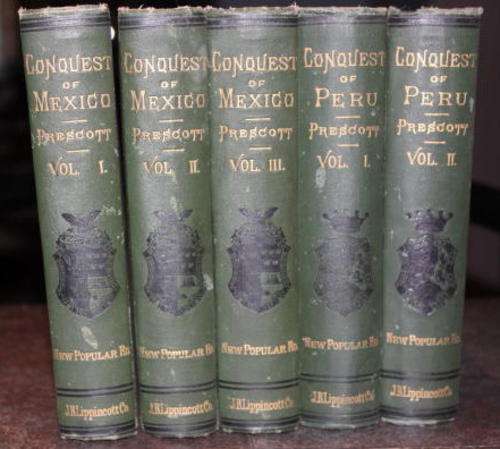 CONQUEST
OF
MEXICO
PRESCOTT
VOL. I.
NEW POPULAR ED.
J.B. Lippincott Co.
CONQUEST
OF
MEXICO
PRESCOTT
VOL. II.
NEW POPULAR ED.
J.B. Lippincott Co.
CONQUEST
OF
MEXICO
PRESCOTT
VOL. III.
NEW POPULAR ED.
J.B. Lippincott Co.
CONQUEST
OF
PERU
PRESCOTT
VOL. I.
NEW POPULAR ED.
J.B. Lippincott Co.
CONQUEST
OF
PERU
PRESCOTT
VOL. II.
NEW POPULAR ED.
J.B. Lippincott Co.